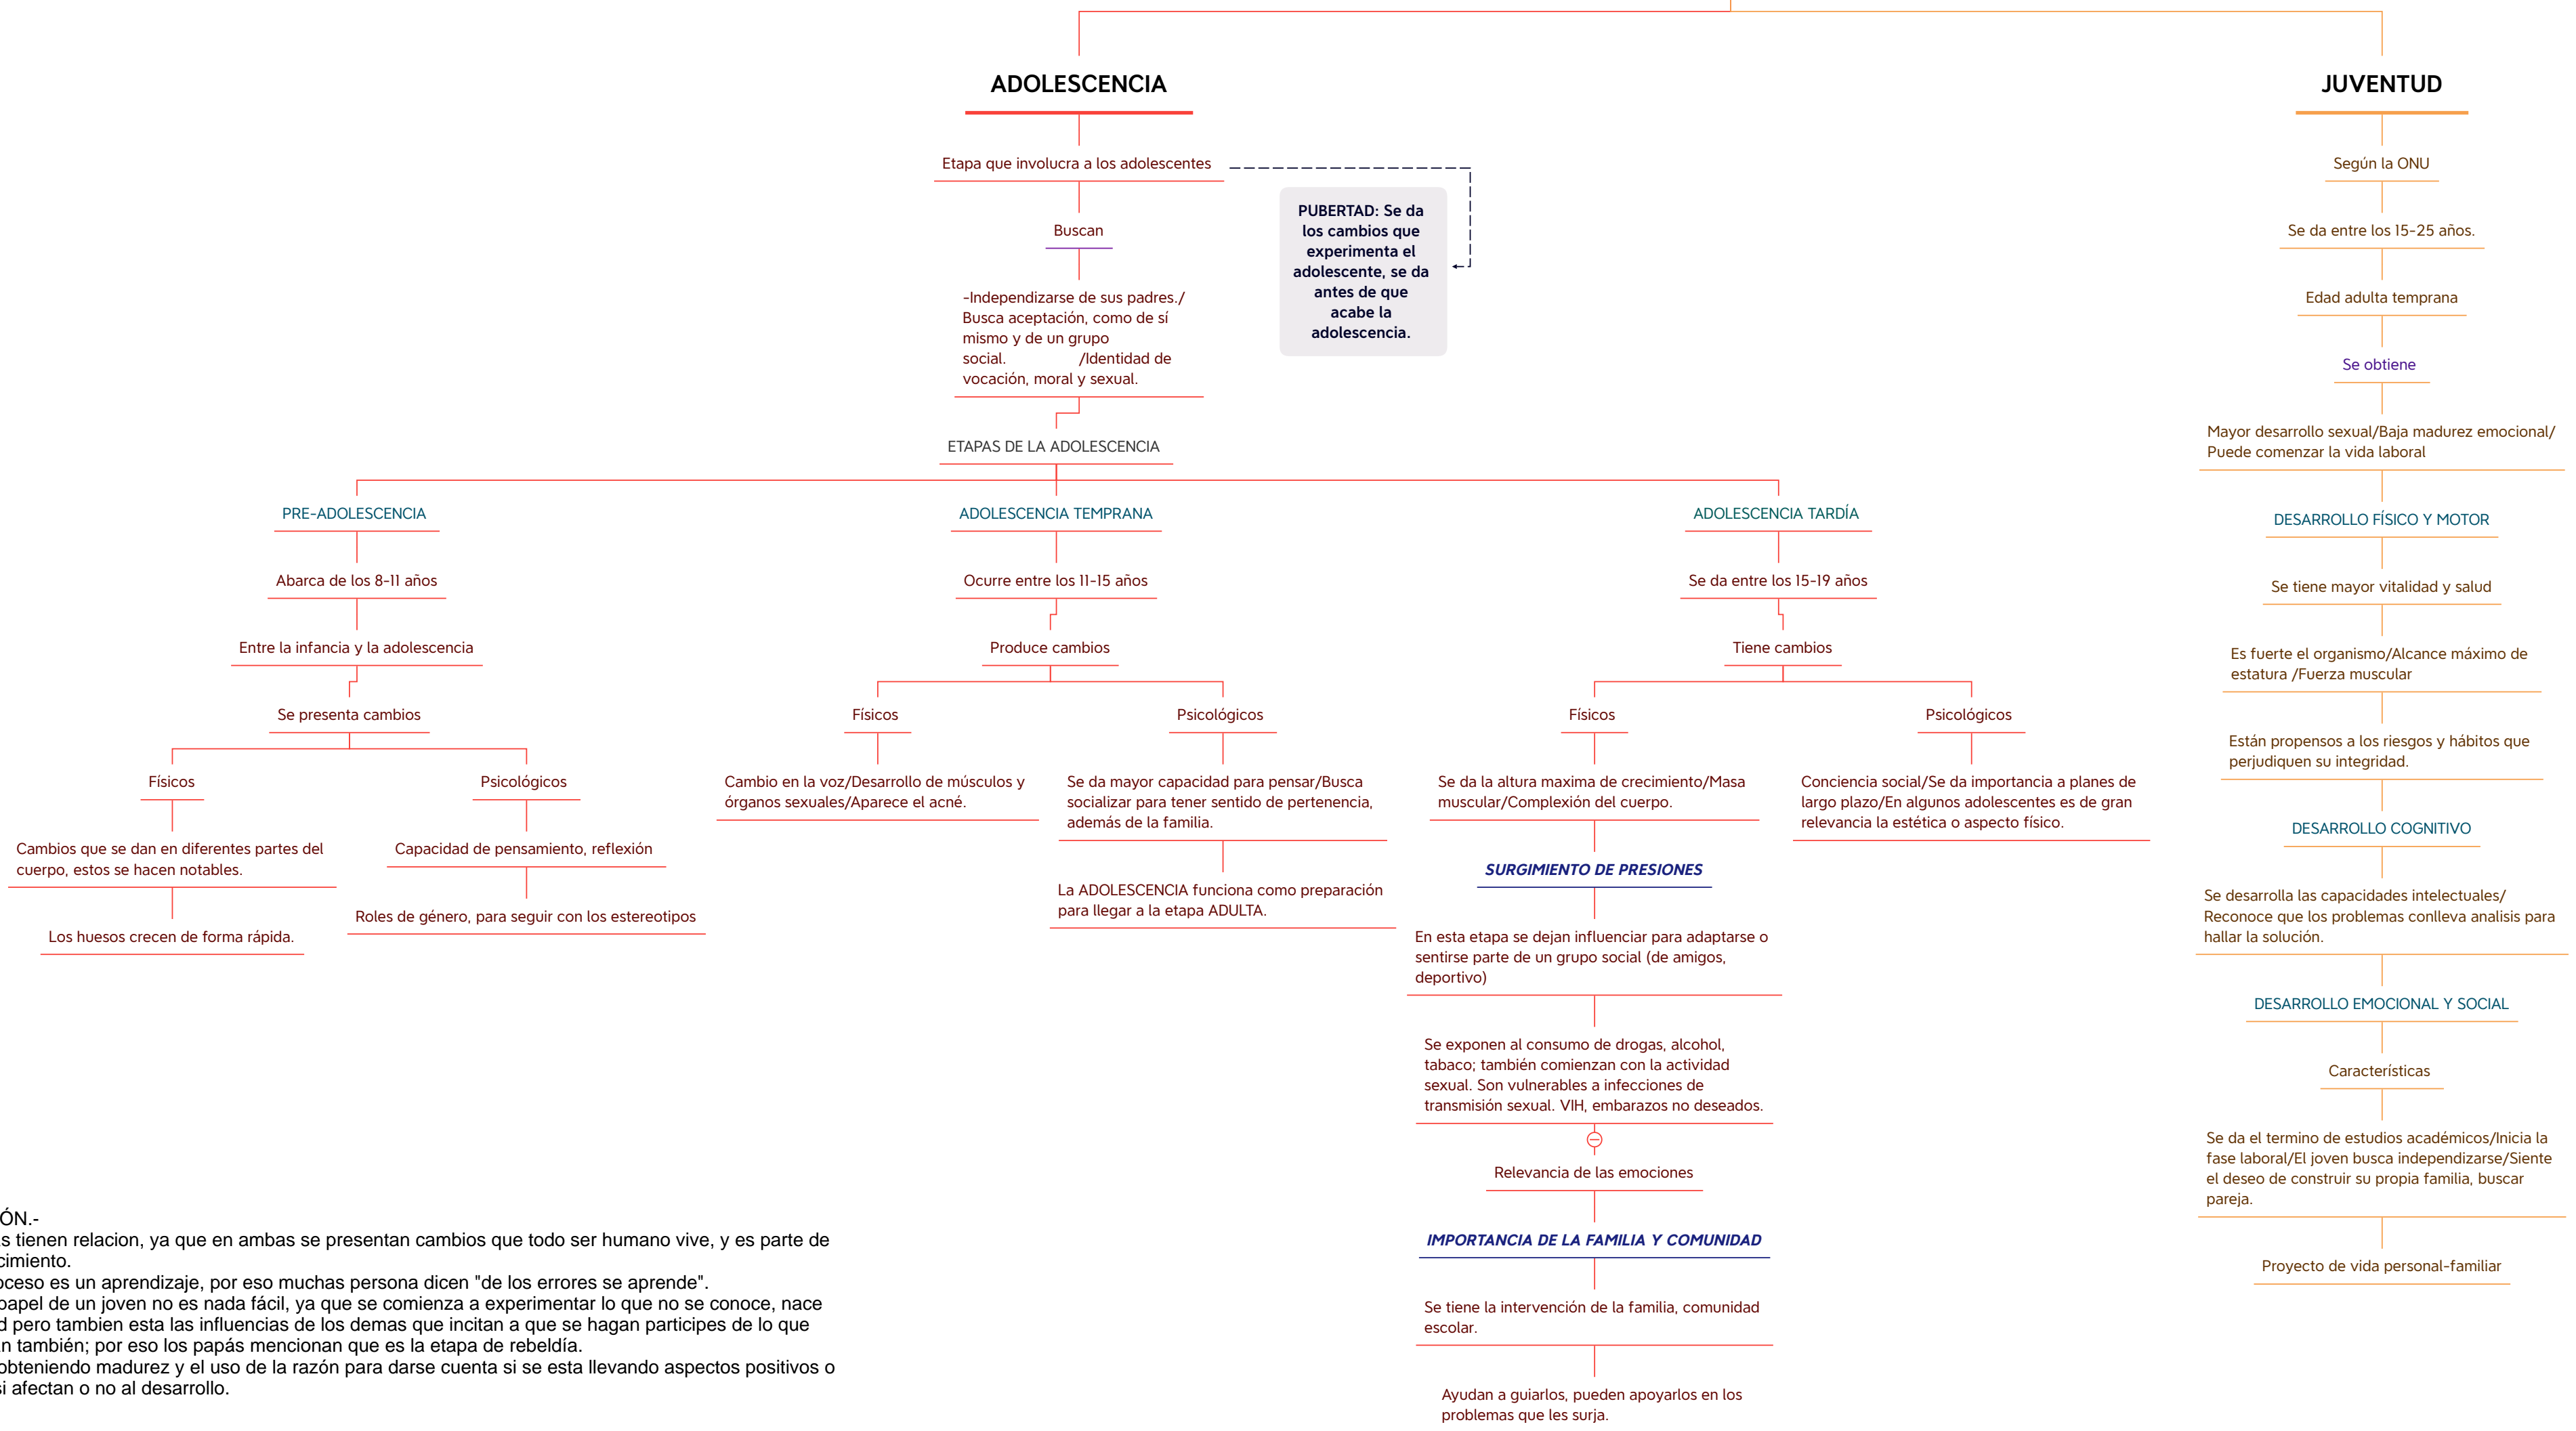 ADOLESCENCIA
Etapa que involucra a los adolescentes
PUBERTAD: Se da
los cambios que
experimenta el
adolescente, se da
antes de que
acabe la
adolescencia.
Buscan
-Independizarse de sus padres./
Busca aceptación, como de sí
mismo y de un grupo
social. /Identidad de
vocación, moral y sexual.
ETAPAS DE LA ADOLESCENCIA
PRE-ADOLESCENCIA
Abarca de los 8-11 años
Entre la infancia y la adolescencia
Se presenta cambios
Físicos
Cambios que se dan en diferentes partes del
cuerpo, estos se hacen notables.
Los huesos crecen de forma rápida.
Psicológicos
Capacidad de pensamiento, reflexión
Roles de género, para seguir con los estereotipos
ADOLESCENCIA TEMPRANA
Ocurre entre los 11-15 años
Produce cambios
Físicos
Cambio en la voz/Desarrollo de músculos y
órganos sexuales/Aparece el acné.
Psicológicos
Se da mayor capacidad para pensar/Busca
socializar para tener sentido de pertenencia,
además de la familia.
La ADOLESCENCIA funciona como preparación
para llegar a la etapa ADULTA.
ADOLESCENCIA TARDÍA
Se da entre los 15-19 años
Tiene cambios
Físicos
Se da la altura maxima de crecimiento/Masa
muscular/Complexión del cuerpo.
SURGIMIENTO DE PRESIONES
En esta etapa se dejan influenciar para adaptarse o
sentirse parte de un grupo social (de amigos,
deportivo)
Se exponen al consumo de drogas, alcohol,
tabaco; también comienzan con la actividad
sexual. Son vulnerables a infecciones de
transmisión sexual. VIH, embarazos no deseados.
Relevancia de las emociones
IMPORTANCIA DE LA FAMILIA Y COMUNIDAD
Se tiene la intervención de la familia, comunidad
escolar.
Ayudan a guiarlos, pueden apoyarlos en los
problemas que les surja.
Psicológicos
Conciencia social/Se da importancia a planes de
largo plazo/En algunos adolescentes es de gran
relevancia la estética o aspecto físico.
JUVENTUD
Según la ONU
Se da entre los 15-25 años.
Edad adulta temprana
Se obtiene
Mayor desarrollo sexual/Baja madurez emocional/
Puede comenzar la vida laboral
DESARROLLO FÍSICO Y MOTOR
Se tiene mayor vitalidad y salud
Es fuerte el organismo/Alcance máximo de
estatura /Fuerza muscular
Están propensos a los riesgos y hábitos que
perjudiquen su integridad.
DESARROLLO COGNITIVO
Se desarrolla las capacidades intelectuales/
Reconoce que los problemas conlleva analisis para
hallar la solución.
DESARROLLO EMOCIONAL Y SOCIAL
Características
Se da el termino de estudios académicos/Inicia la
fase laboral/El joven busca independizarse/Siente
el deseo de construir su propia familia, buscar
pareja.
Proyecto de vida personal-familiar
ÓN.-
s tienen relacion, ya que en ambas se presentan cambios que todo ser humano vive, y es parte de
cimiento.
oceso es un aprendizaje, por eso muchas persona dicen "de los errores se aprende".
papel de un joven no es nada fácil, ya que se comienza a experimentar lo que no se conoce, nace
d pero tambien esta las influencias de los demas que incitan a que se hagan participes de lo que
n también; por eso los papás mencionan que es la etapa de rebeldía.
obteniendo madurez y el uso de la razón para darse cuenta si se esta llevando aspectos positivos o
si afectan o no al desarrollo.